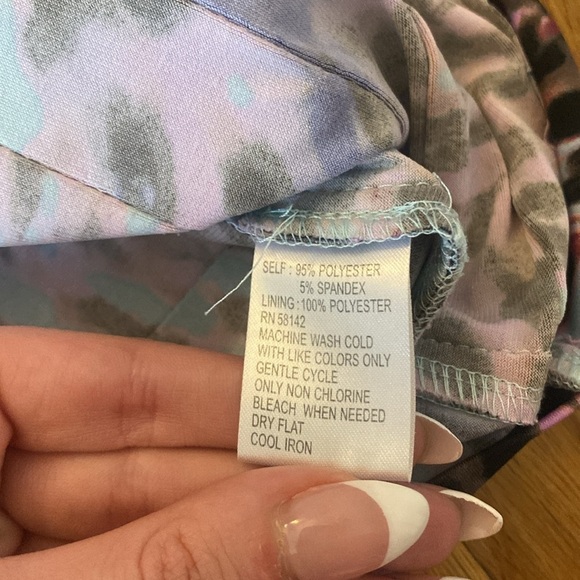 SELF : 95% POLYESTER
5% SPANDEX
LINING :100% POLYESTER
RN 58142
MACHINE WASH COLD
WITH LIKE COLORS ONLY
GENTLE CYCLE
ONLY NON CHLORINE
BLEACH WHEN NEEDED
DRY FLAT
COOL IRON